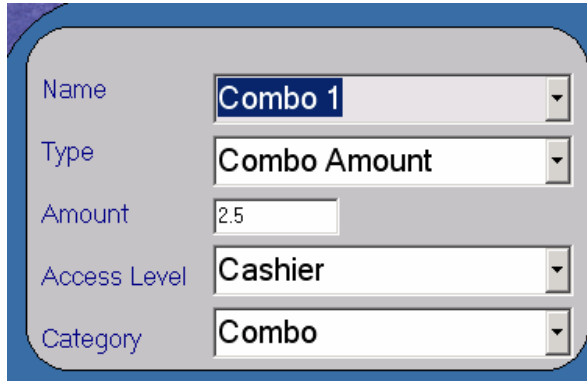 Name Combo 1
Type Combo Amount
Amount 2.5
Access Level Cashier
Category Combo